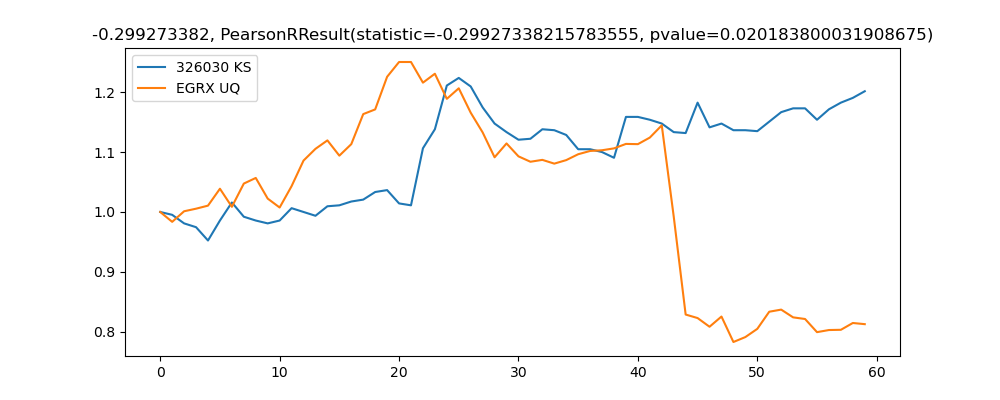 -0.299273382, PearsonRResult(statistic=-0.29927338215783555, pvalue=0.020183800031908675)
326030 KS
EGRX UQ
1.2
1.1
1.0
0.9
0.8
0 10 20 30 40 50 60